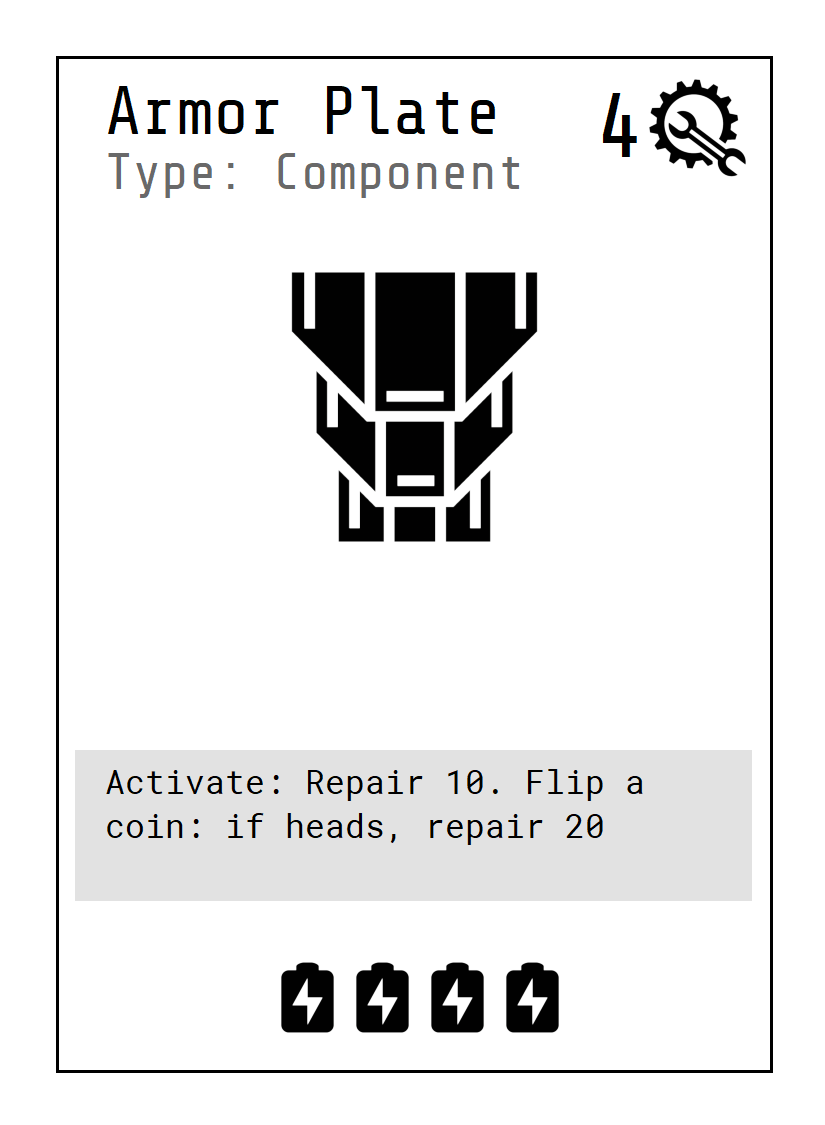 Armor Plate
4
Type: Component
Activate: Repair 10. Flip a
coin: if heads, repair 20